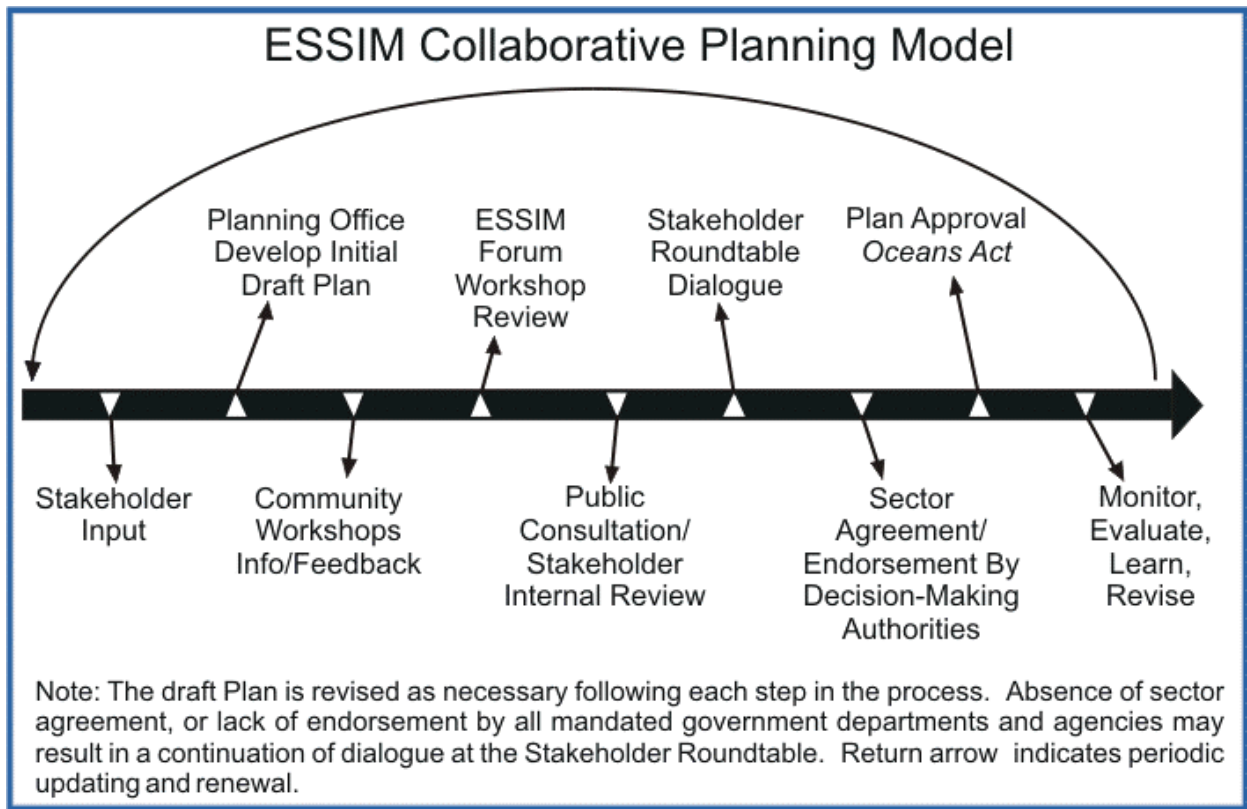 ESSIM Collaborative Planning Model
Planning Office
Develop Initial
Draft Plan
ESSIM
Forum
Workshop
Review
Stakeholder
Roundtable
Dialogue
Plan Approval
Oceans Act
Stakeholder
Input
Community
Workshops
Info/Feedback
Public
Consultation/
Stakeholder
Internal Review
Sector
Agreement/
Endorsement By
Decision-Making
Authorities
Monitor,
Evaluate,
Learn,
Revise
Note: The draft Plan is revised as necessary following each step in the process. Absence of sector
agreement, or lack of endorsement by all mandated government departments and agencies may
result in a continuation of dialogue at the Stakeholder Roundtable. Return arrow indicates periodic
updating and renewal.